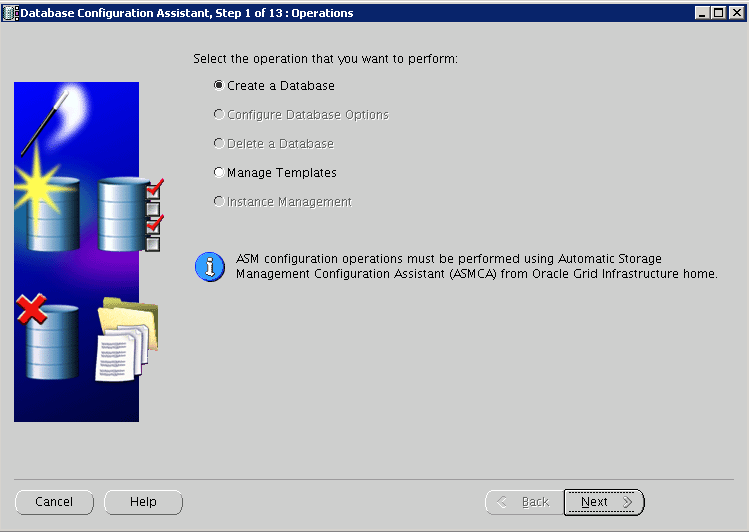 Database Configuration Assistant, Step 1 of 13 : Operations
Select the operation that you want to perform:
Create a Database
Configure Database Options
Delete a Database
Manage Templates
Instance Management
ASM configuration operations must be performed using Automatic Storage
Management Configuration Assistant (ASMCA) from Oracle Grid Infrastructure home.
Cancel
Help
Back
Next